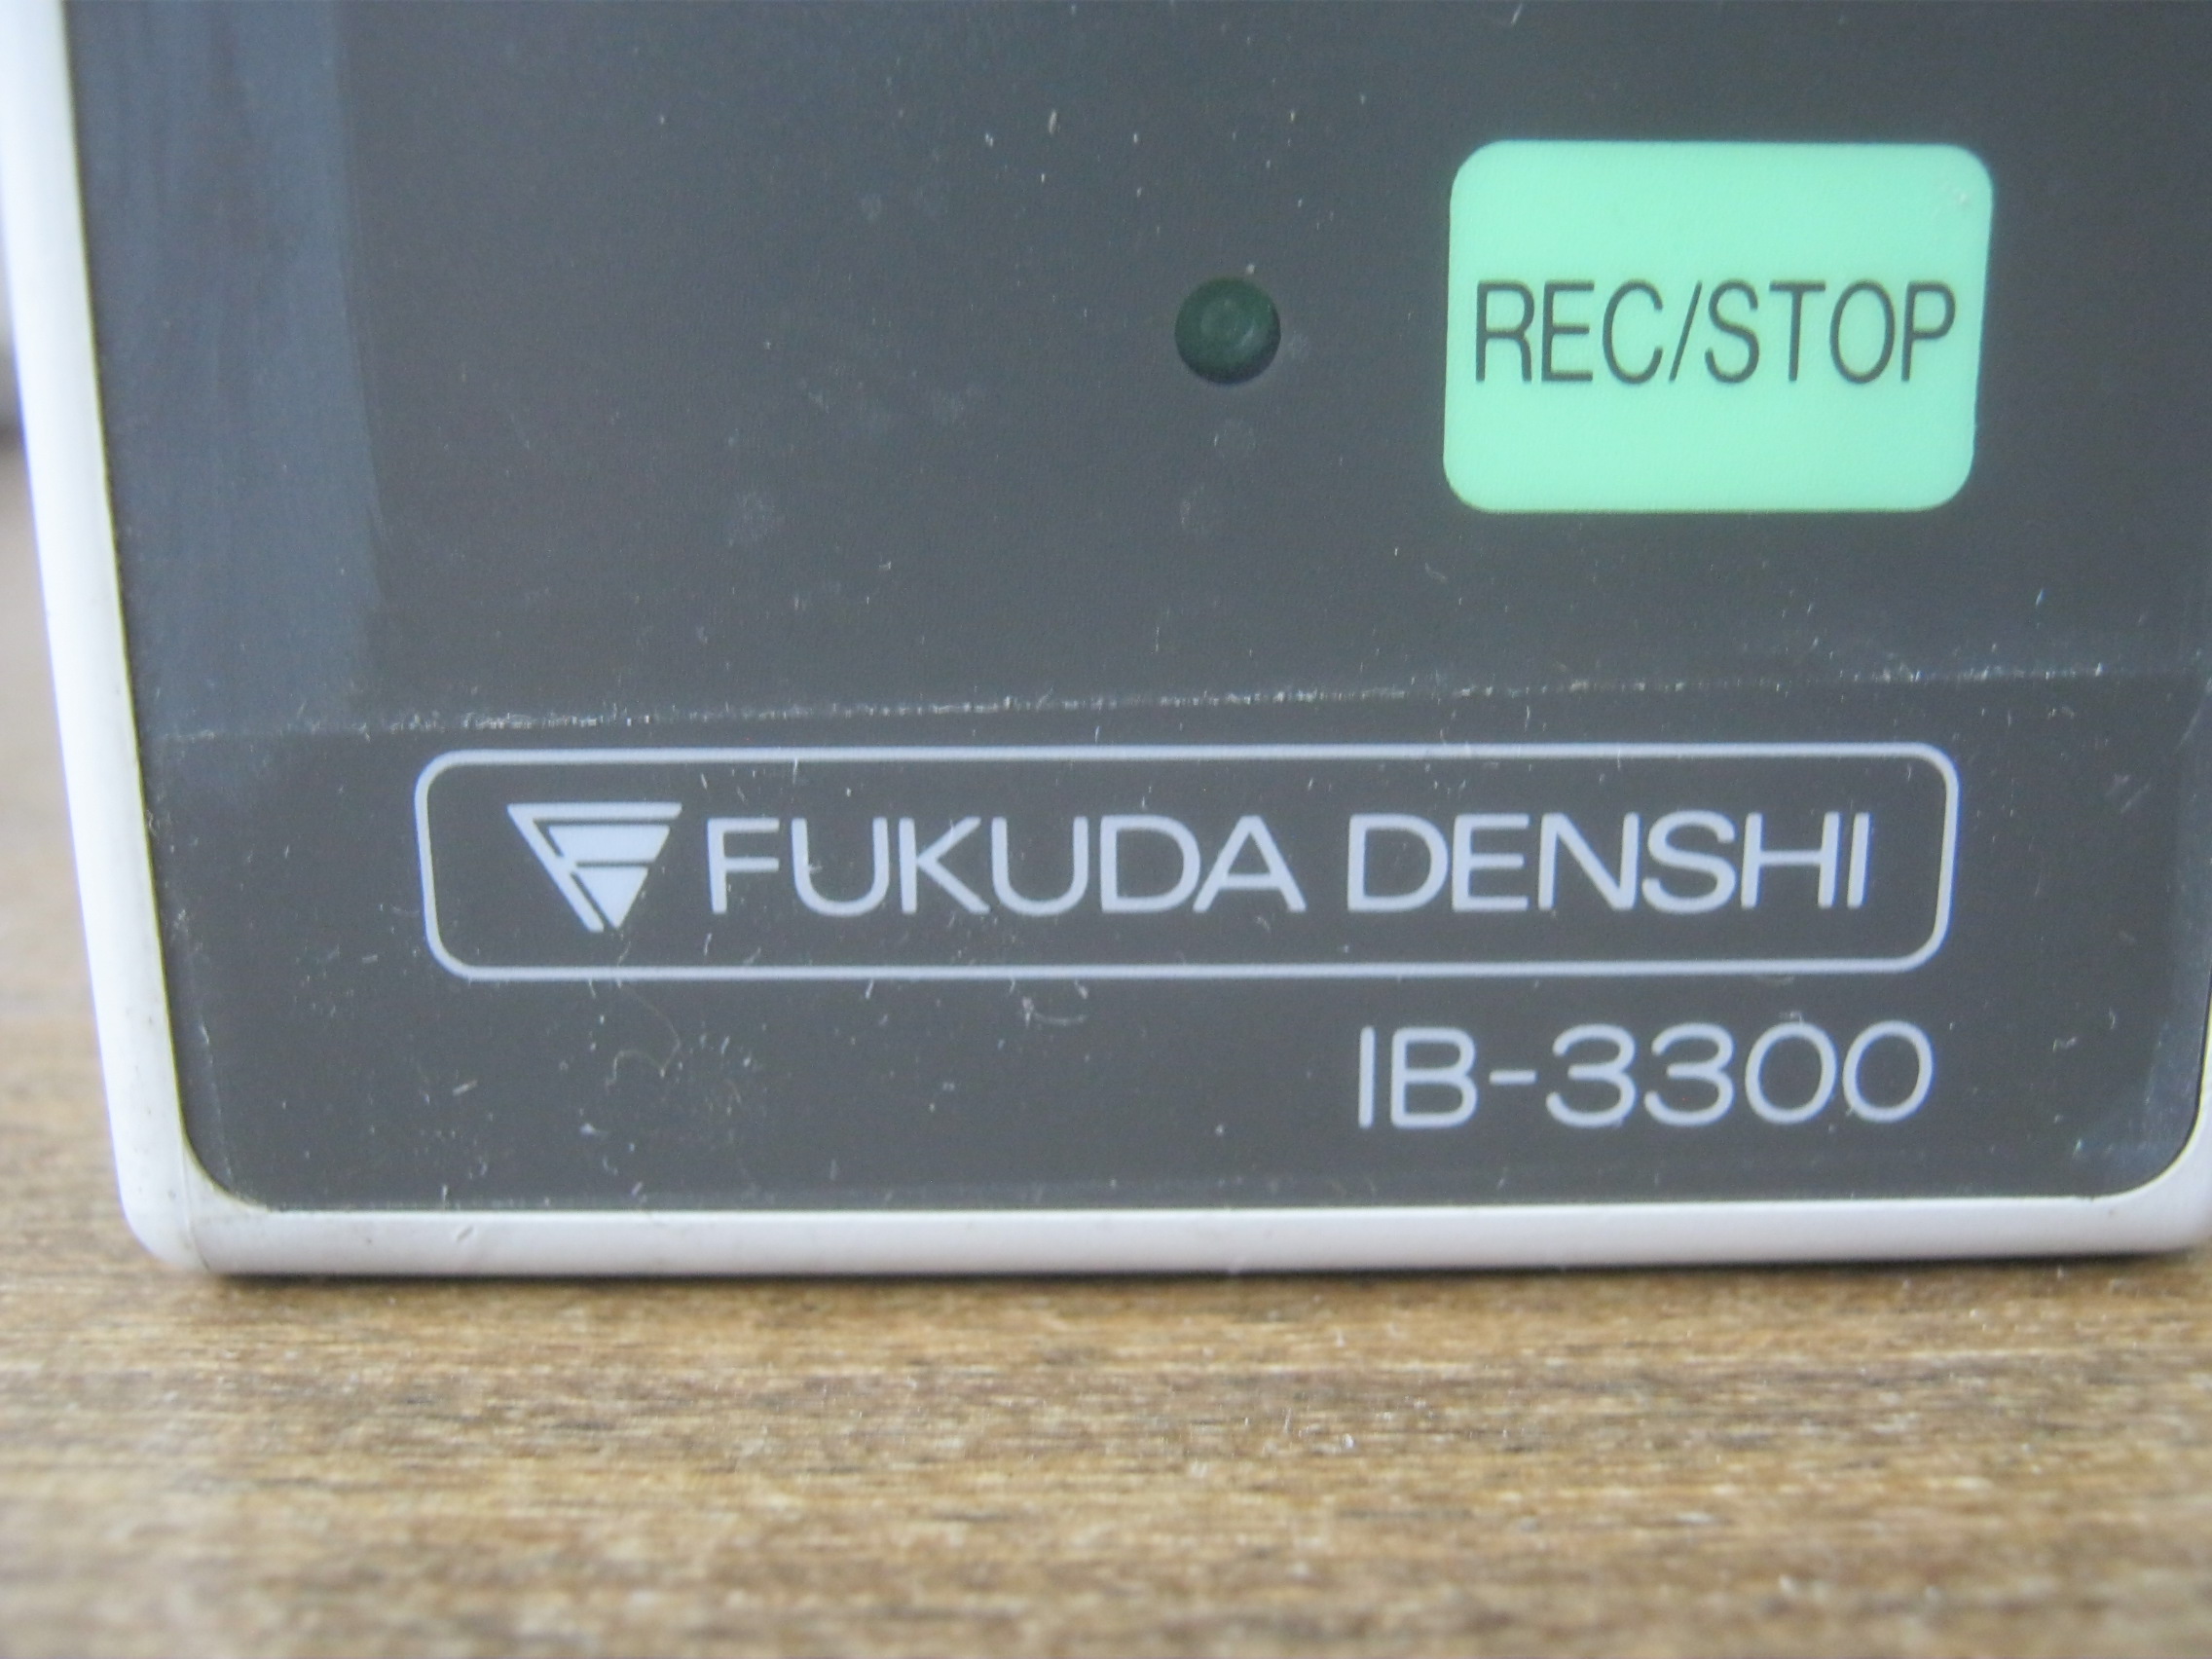 REC/STOP
FUKUDA DENSHI
IB-3300